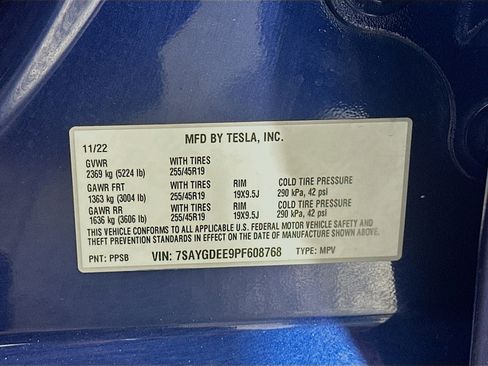 11/22 MFD BY TESLA, INC.
GVWR WITH TIRES
2369 kg (5224 lb) 255/45R19
GAWR FRT WITH TIRES RIM COLD TIRE PRESSURE
1363 kg (3004 lb) 255/45R19 19X9.5J 290 kPa, 42 psi
GAWR RR WITH TIRES RIM COLD TIRE PRESSURE
1636 kg (3606 lb) 255/45R19 19X9.5J 290 kPa, 42 psi
THIS VEHICLE CONFORMS TO ALL APPLICABLE U.S. FEDERAL MOTOR VEHICLE SAFETY AND
THEFT PREVENTION STANDARDS IN EFFECT ON THE DATE OF MANUFACTURE SHOWN ABOVE.
PNT: PPSB VIN: 7SAYGDEE9PF608768 TYPE: MPV